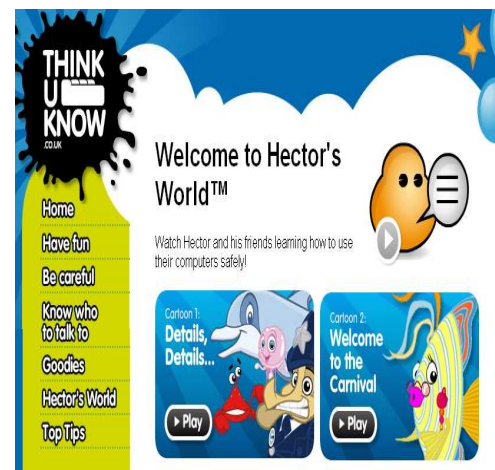 THINK
U
KNOW
.CO.UK
Home
Have fun
Be careful
Know who
to talk to
Goodies
Hector's World
Top Tips
Welcome to Hector's
World™
Watch Hector and his friends learning how to use
their computers safely!
Cartoon 1:
Details,
Details...
Play
Cartoon 2:
Welcome
to the
Carnival
Play